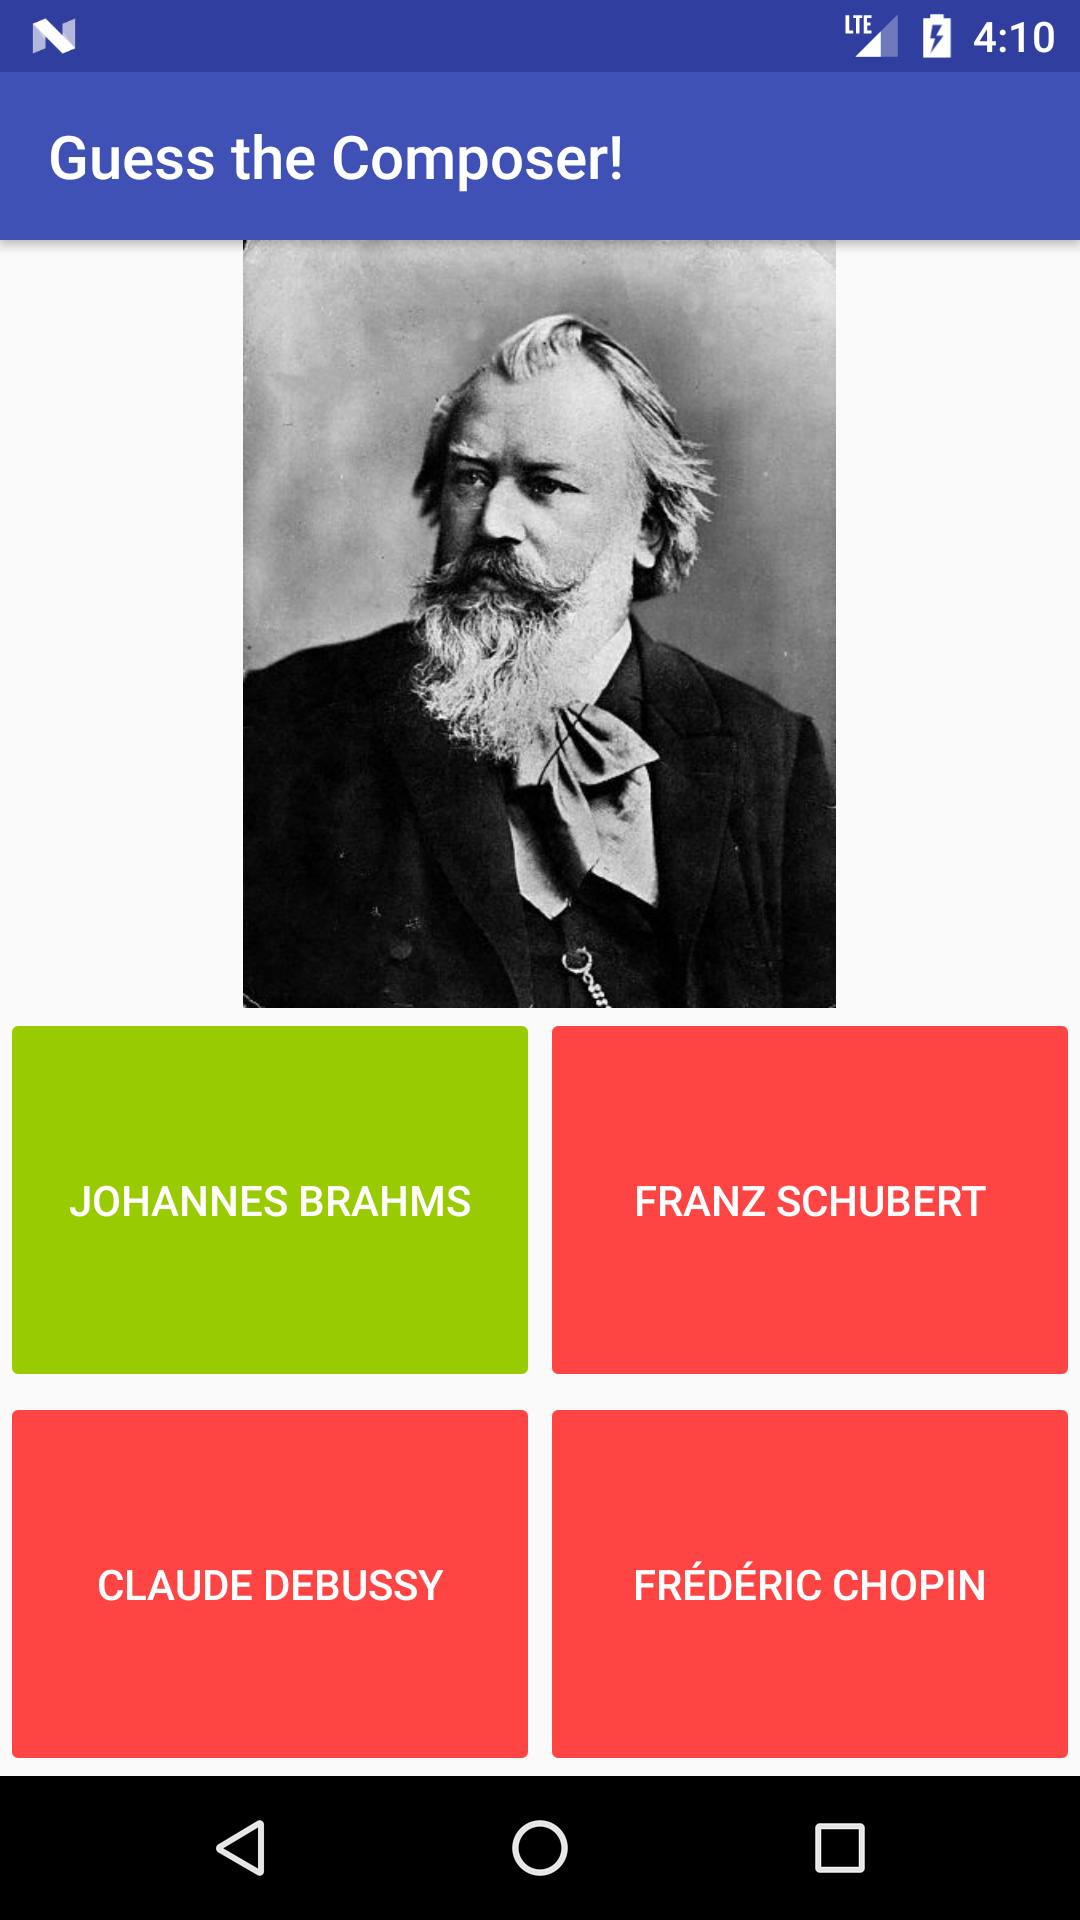 LTE 4:10
Guess the Composer!
JOHANNES BRAHMS
FRANZ SCHUBERT
CLAUDE DEBUSSY
FRÉDÉRIC CHOPIN